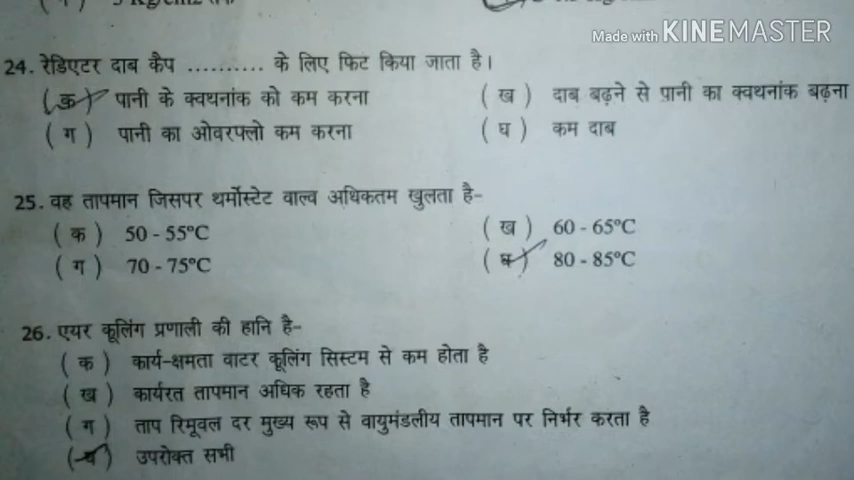 Made with KINEMASTER
24. रेडिएटर दाब कैप .......... के लिए फिट किया जाता है।
(क) पानी के क्वथनांक को कम करना (ख) दाब बढ़ने से पानी का क्वथनांक बढ़ना
(ग) पानी का ओवरफ्लो कम करना (घ) कम दाब
25. वह तापमान जिसपर थर्मोस्टेट वाल्व अधिकतम खुलता है-
(क) 50 - 55°C (ख) 60 - 65°C
(ग) 70 - 75°C (घ) 80 - 85°C
26. एयर कूलिंग प्रणाली की हानि है-
(क) कार्य-क्षमता वाटर कूलिंग सिस्टम से कम होता है
(ख) कार्यरत तापमान अधिक रहता है
(ग) ताप रिमूवल दर मुख्य रूप से वायुमंडलीय तापमान पर निर्भर करता है
(घ) उपरोक्त सभी